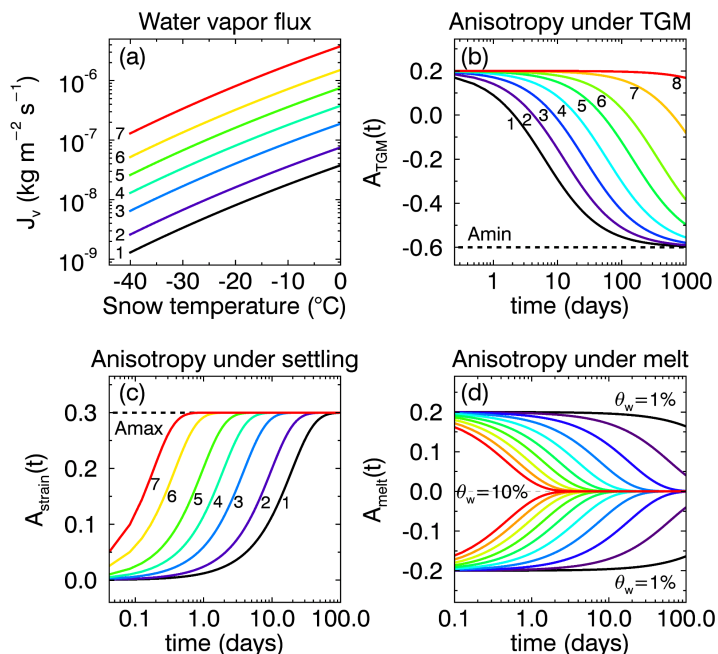 Water vapor flux
(a)
10⁻⁶
10⁻⁷
10⁻⁸
10⁻⁹
Jᵥ (kg m⁻² s⁻¹)
7
6
5
4
3
2
1
-40 -30 -20 -10 0
Snow temperature (°C)
Anisotropy under TGM
(b)
0.2
0.0
-0.2
-0.4
-0.6
A_TGM(t)
1 2 3 4 5 6 7 8
Amin
1 10 100 1000
time (days)
Anisotropy under settling
(c)
0.3
0.2
0.1
0.0
A_strain(t)
Amax
7 6 5 4 3 2 1
0.1 1.0 10.0 100.0
time (days)
Anisotropy under melt
(d)
0.2
0.1
0.0
-0.1
-0.2
A_melt(t)
θ_w=1%
θ_w=10%
θ_w=1%
0.1 1.0 10.0 100.0
time (days)